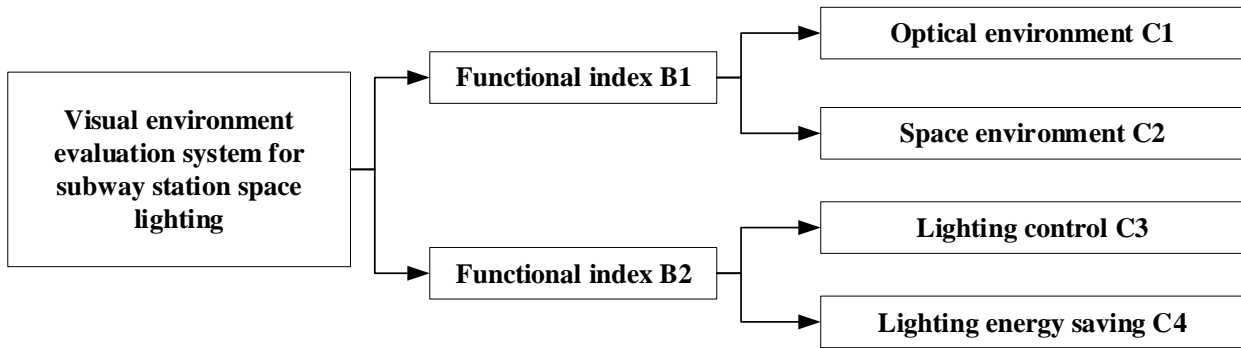 Visual environment
evaluation system for
subway station space
lighting
Functional index B1
Functional index B2
Optical environment C1
Space environment C2
Lighting control C3
Lighting energy saving C4